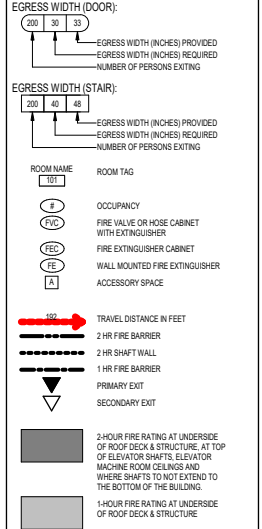 EGRESS WIDTH (DOOR):
200 30 33
EGRESS WIDTH (INCHES) PROVIDED
EGRESS WIDTH (INCHES) REQUIRED
NUMBER OF PERSONS EXITING
EGRESS WIDTH (STAIR):
200 40 48
EGRESS WIDTH (INCHES) PROVIDED
EGRESS WIDTH (INCHES) REQUIRED
NUMBER OF PERSONS EXITING
ROOM NAME ROOM TAG
101
# OCCUPANCY
FVC FIRE VALVE OR HOSE CABINET
WITH EXTINGUISHER
FEC FIRE EXTINGUISHER CABINET
FE WALL MOUNTED FIRE EXTINGUISHER
A ACCESSORY SPACE
192 TRAVEL DISTANCE IN FEET
2 HR FIRE BARRIER
2 HR SHAFT WALL
1 HR FIRE BARRIER
PRIMARY EXIT
SECONDARY EXIT
2-HOUR FIRE RATING AT UNDERSIDE
OF ROOF DECK & STRUCTURE, AT TOP
OF ELEVATOR SHAFTS, ELEVATOR
MACHINE ROOM CEILINGS AND
WHERE SHAFTS TO NOT EXTEND TO
THE BOTTOM OF THE BUILDING.
1-HOUR FIRE RATING AT UNDERSIDE
OF ROOF DECK & STRUCTURE